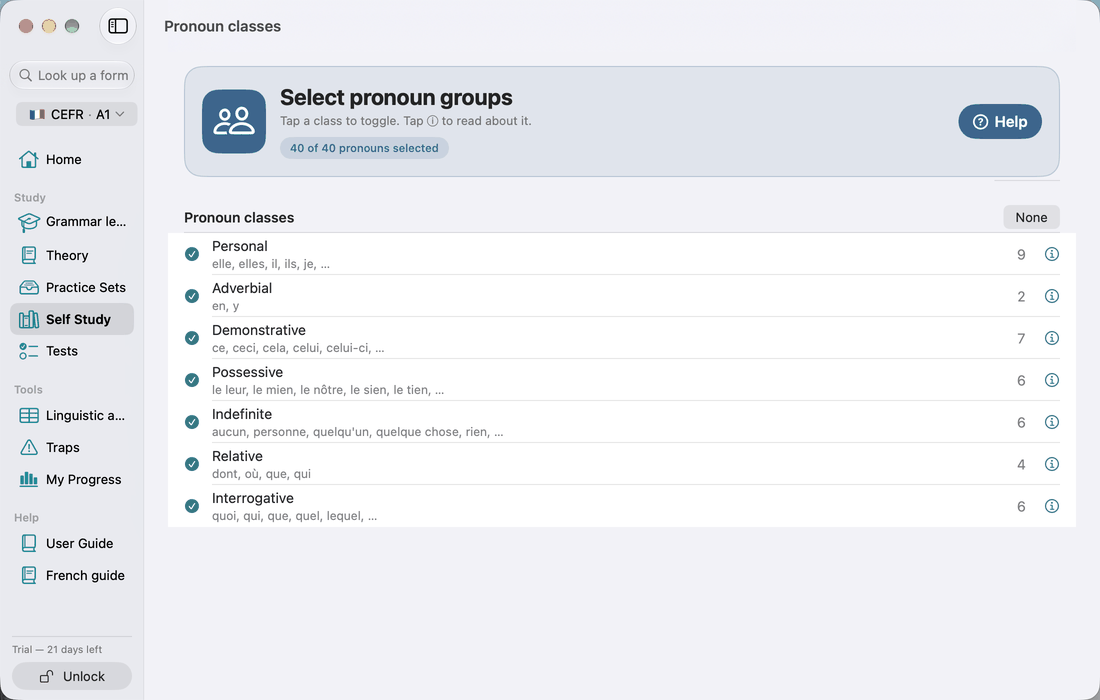 Pronoun classes
Look up a form
CEFR · A1
Home
Study
Grammar le...
Theory
Practice Sets
Self Study
Tests
Tools
Linguistic a...
Traps
My Progress
Help
User Guide
French guide
Trial — 21 days left
Unlock
Select pronoun groups
Tap a class to toggle. Tap ⓘ to read about it.
40 of 40 pronouns selected
Help
Pronoun classes
None
Personal
elle, elles, il, ils, je, ...
9
Adverbial
en, y
2
Demonstrative
ce, ceci, cela, celui, celui-ci, ...
7
Possessive
le leur, le mien, le nôtre, le sien, le tien, ...
6
Indefinite
aucun, personne, quelqu'un, quelque chose, rien, ...
6
Relative
dont, où, que, qui
4
Interrogative
quoi, qui, que, quel, lequel, ...
6